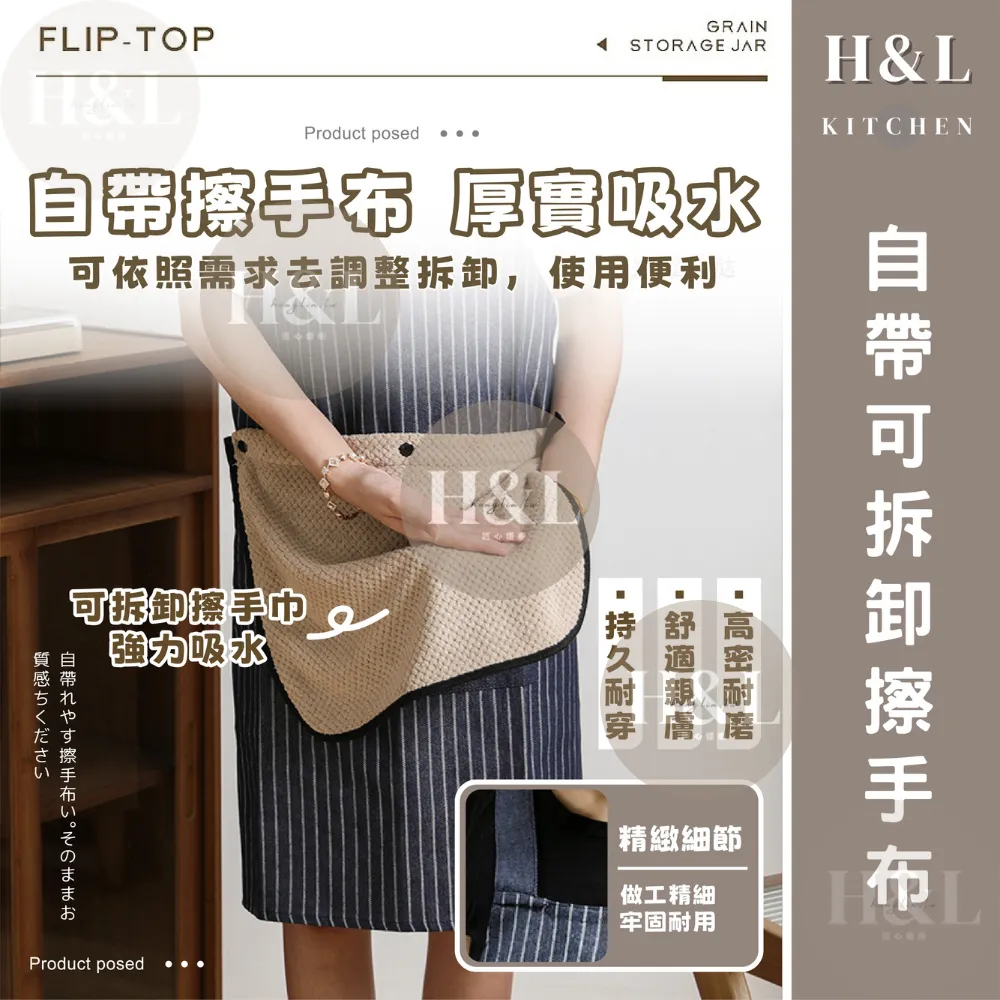 FLIP-TOP
GRAIN
STORAGE JAR
H&L
KITCHEN
H&L
Product posed
自帶擦手布 厚實吸水
可依照需求去調整拆卸，使用便利
H&L
自帶可拆卸擦手布
H&L
可拆卸擦手巾
強力吸水
持久耐穿
舒適親膚
高密耐磨
H&L
自帶れやす擦手布い。そのままお
質感ちください
精緻細節
做工精細
牢固耐用
H&L
Product posed